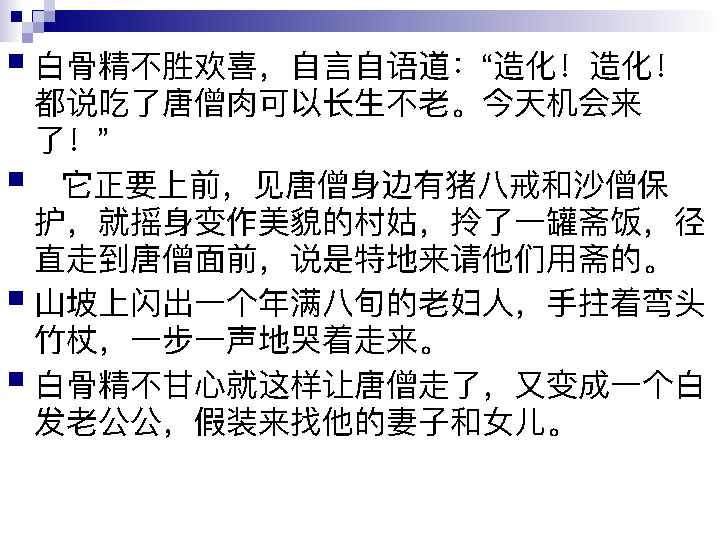 白骨精不胜欢喜，自言自语道：“造化！造化！
都说吃了唐僧肉可以长生不老。今天机会来
了！”
它正要上前，见唐僧身边有猪八戒和沙僧保
护，就摇身变作美貌的村姑，拎了一罐斋饭，径
直走到唐僧面前，说是特地来请他们用斋的。
山坡上闪出一个年满八旬的老妇人，手拄着弯头
竹杖，一步一声地哭着走来。
白骨精不甘心就这样让唐僧走了，又变成一个白
发老公公，假装来找他的妻子和女儿。